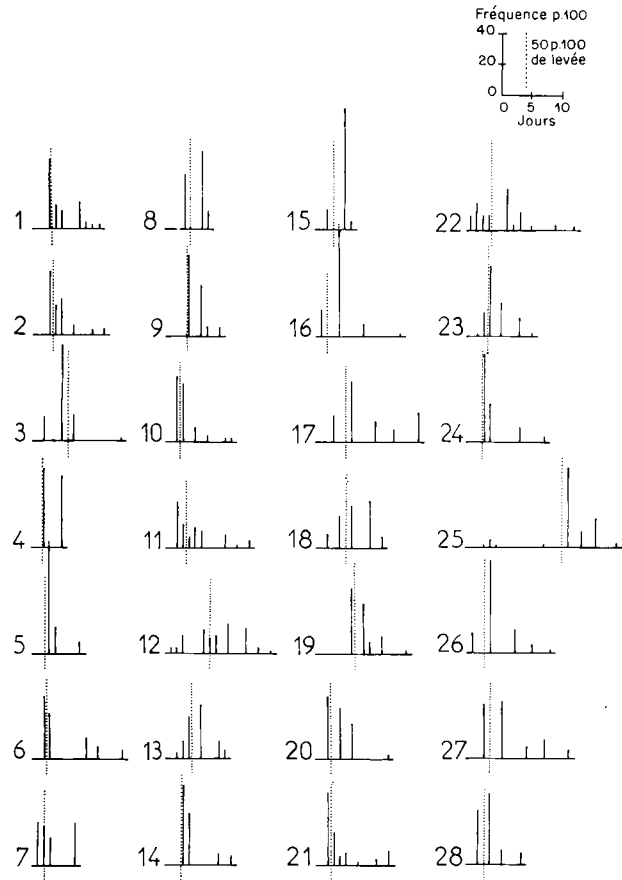 Fréquence p.100
40
20
0
50 p.100
de levée
0 5 10
Jours
1 8 15 22
2 9 16 23
3 10 17 24
4 11 18 25
5 12 19 26
6 13 20 27
7 14 21 28